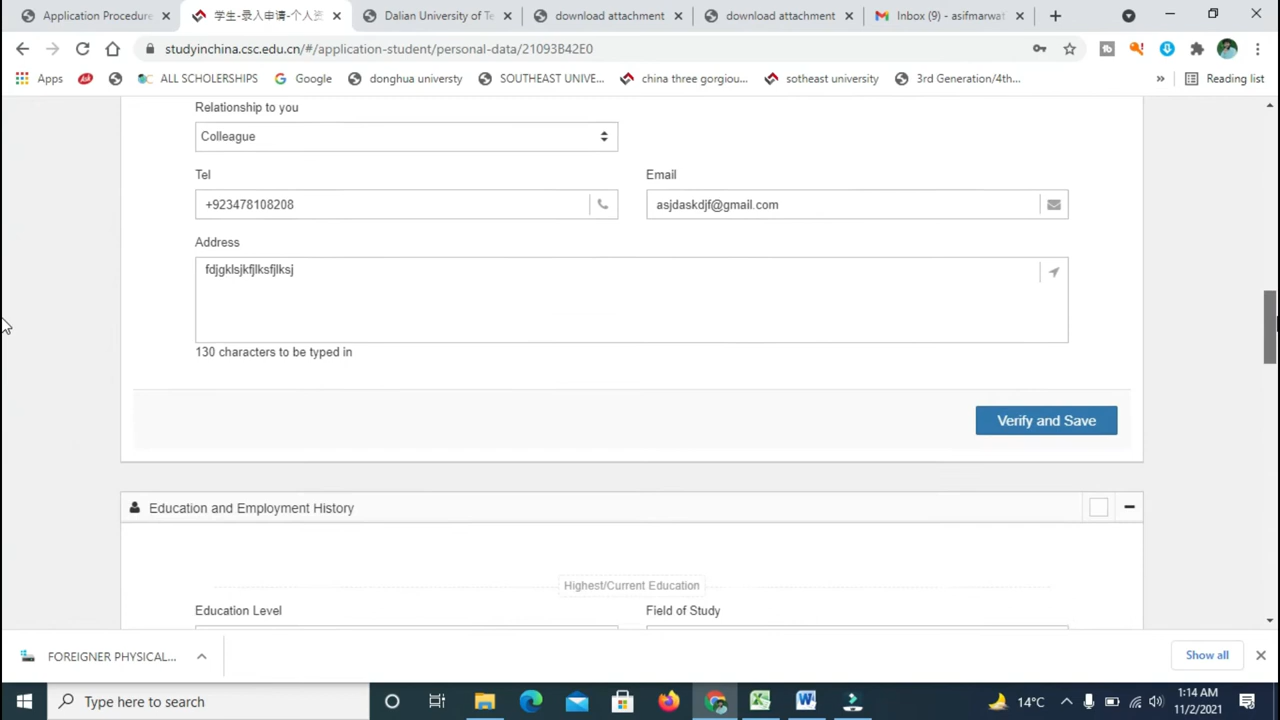 Application Procedure
学生-录入申请-个人资
Dalian University of Te
download attachment
download attachment
Inbox (9) - asifmarwat
studyinchina.csc.edu.cn/#/application-student/personal-data/21093B42E0
Apps
ALL SCHOLERSHIPS
Google
donghua universty
SOUTHEAST UNIVE...
china three gorgiou...
sotheast university
3rd Generation/4th...
»
Reading list
Relationship to you
Colleague
Tel
Email
+923478108208
asjdaskdjf@gmail.com
Address
fdjgklsjkfjlksfjlksj
130 characters to be typed in
Verify and Save
Education and Employment History
Highest/Current Education
Education Level
Field of Study
FOREIGNER PHYSICAL...
Show all
Type here to search
14°C
1:14 AM
11/2/2021